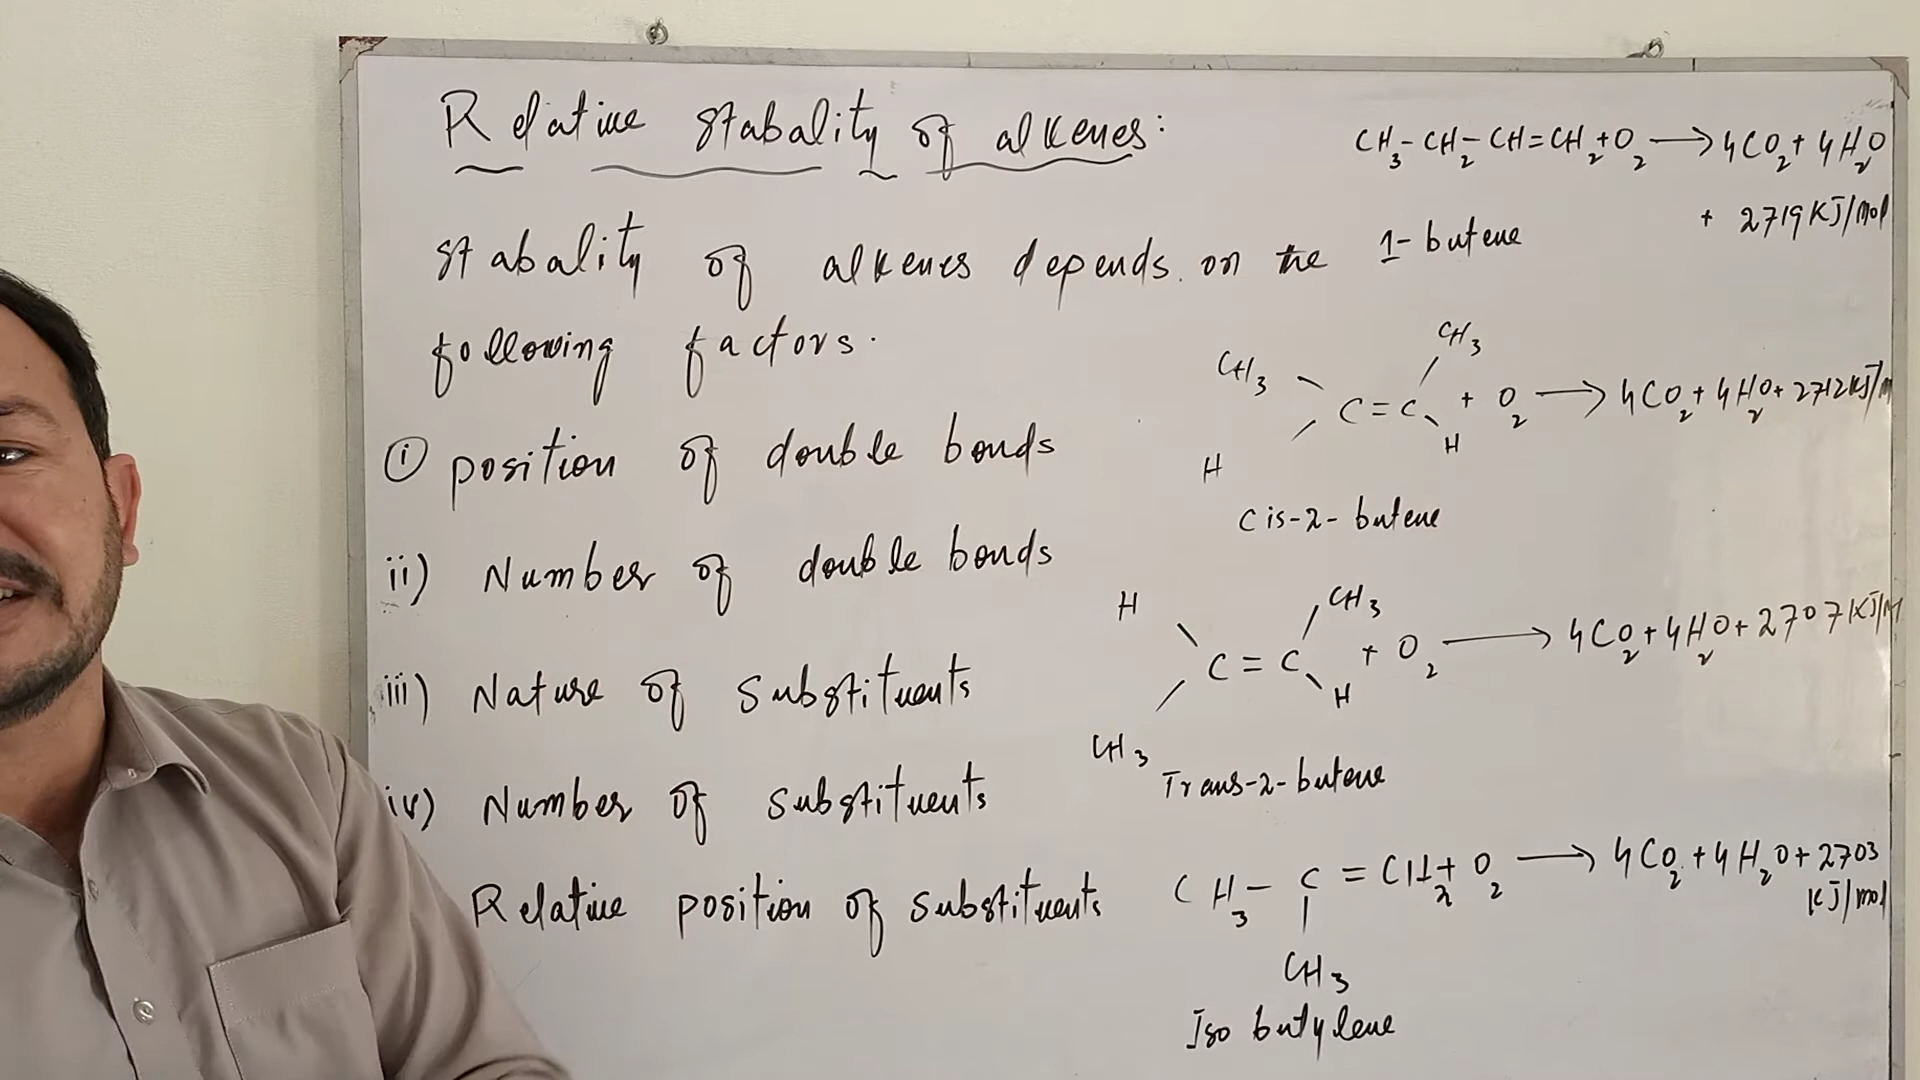 Relative stabality of alkenes:
stabality of alkenes depends on the
following factors.
i position of double bonds
ii) Number of double bonds
iii) Nature of substituents
iv) Number of substituents
Relative position of substituents
CH3-CH2-CH=CH2+O2 → 4CO2+4H2O
+ 2719KJ/mol
1-butene
CH3
CH3
C=C + O2 → 4CO2+4H2O+2712KJ/m
H
H
Cis-2-butene
H
CH3
C=C + O2 → 4CO2+4H2O+2707KJ/M
H
CH3
Trans-2-butene
CH3-C=CH2+O2 → 4CO2+4H2O+2703
KJ/mol
CH3
Iso butylene